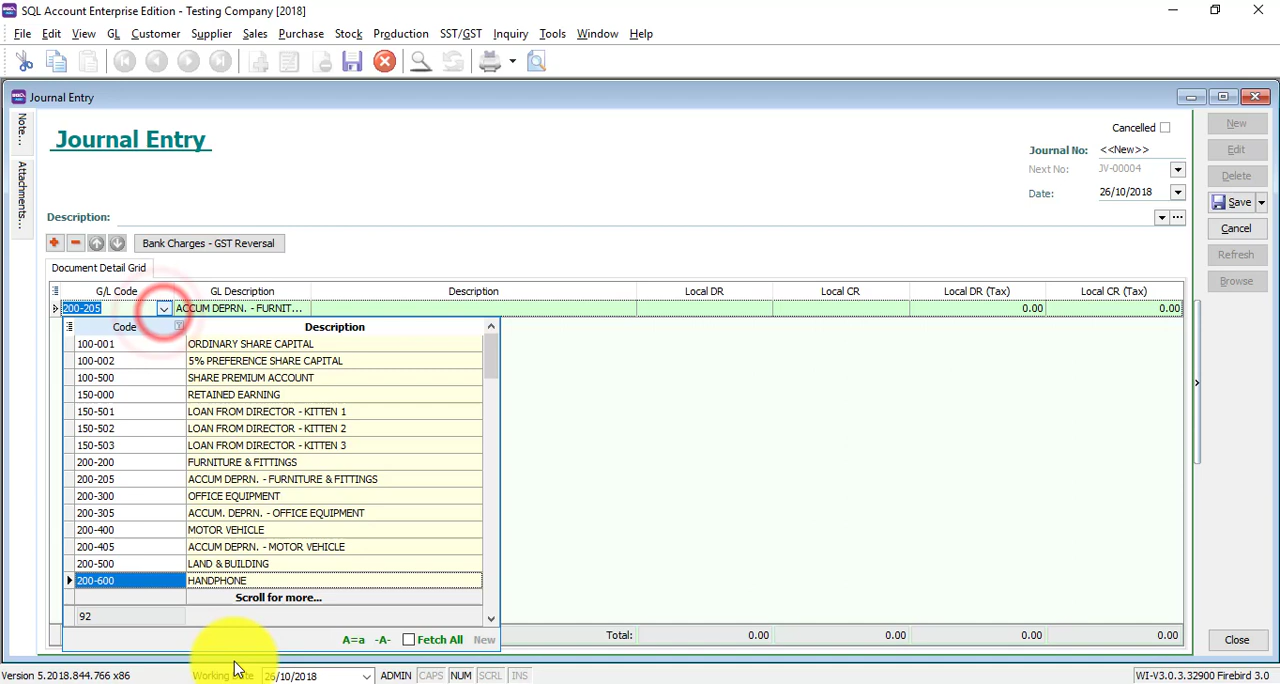 SQL Account Enterprise Edition - Testing Company [2018]
File Edit View GL Customer Supplier Sales Purchase Stock Production SST/GST Inquiry Tools Window Help
Journal Entry
Note...
Attachments...
Journal Entry
Cancelled
Journal No: <<New>>
Next No: JV-00004
Date: 26/10/2018
Description:
Bank Charges - GST Reversal
Document Detail Grid
G/L Code GL Description Description Local DR Local CR Local DR (Tax) Local CR (Tax)
200-205 ACCUM DEPRN. - FURNIT... 0.00 0.00
Code Description
100-001 ORDINARY SHARE CAPITAL
100-002 5% PREFERENCE SHARE CAPITAL
100-500 SHARE PREMIUM ACCOUNT
150-000 RETAINED EARNING
150-501 LOAN FROM DIRECTOR - KITTEN 1
150-502 LOAN FROM DIRECTOR - KITTEN 2
150-503 LOAN FROM DIRECTOR - KITTEN 3
200-200 FURNITURE & FITTINGS
200-205 ACCUM DEPRN. - FURNITURE & FITTINGS
200-300 OFFICE EQUIPMENT
200-305 ACCUM. DEPRN. - OFFICE EQUIPMENT
200-400 MOTOR VEHICLE
200-405 ACCUM DEPRN. - MOTOR VEHICLE
200-500 LAND & BUILDING
200-600 HANDPHONE
Scroll for more...
92
A=a -A- Fetch All New
Total: 0.00 0.00 0.00 0.00
New
Edit
Delete
Save
Cancel
Refresh
Browse
Close
Version 5.2018.844.766 x86 Working Date 26/10/2018 ADMIN CAPS NUM SCRL INS WI-V3.0.3.32900 Firebird 3.0